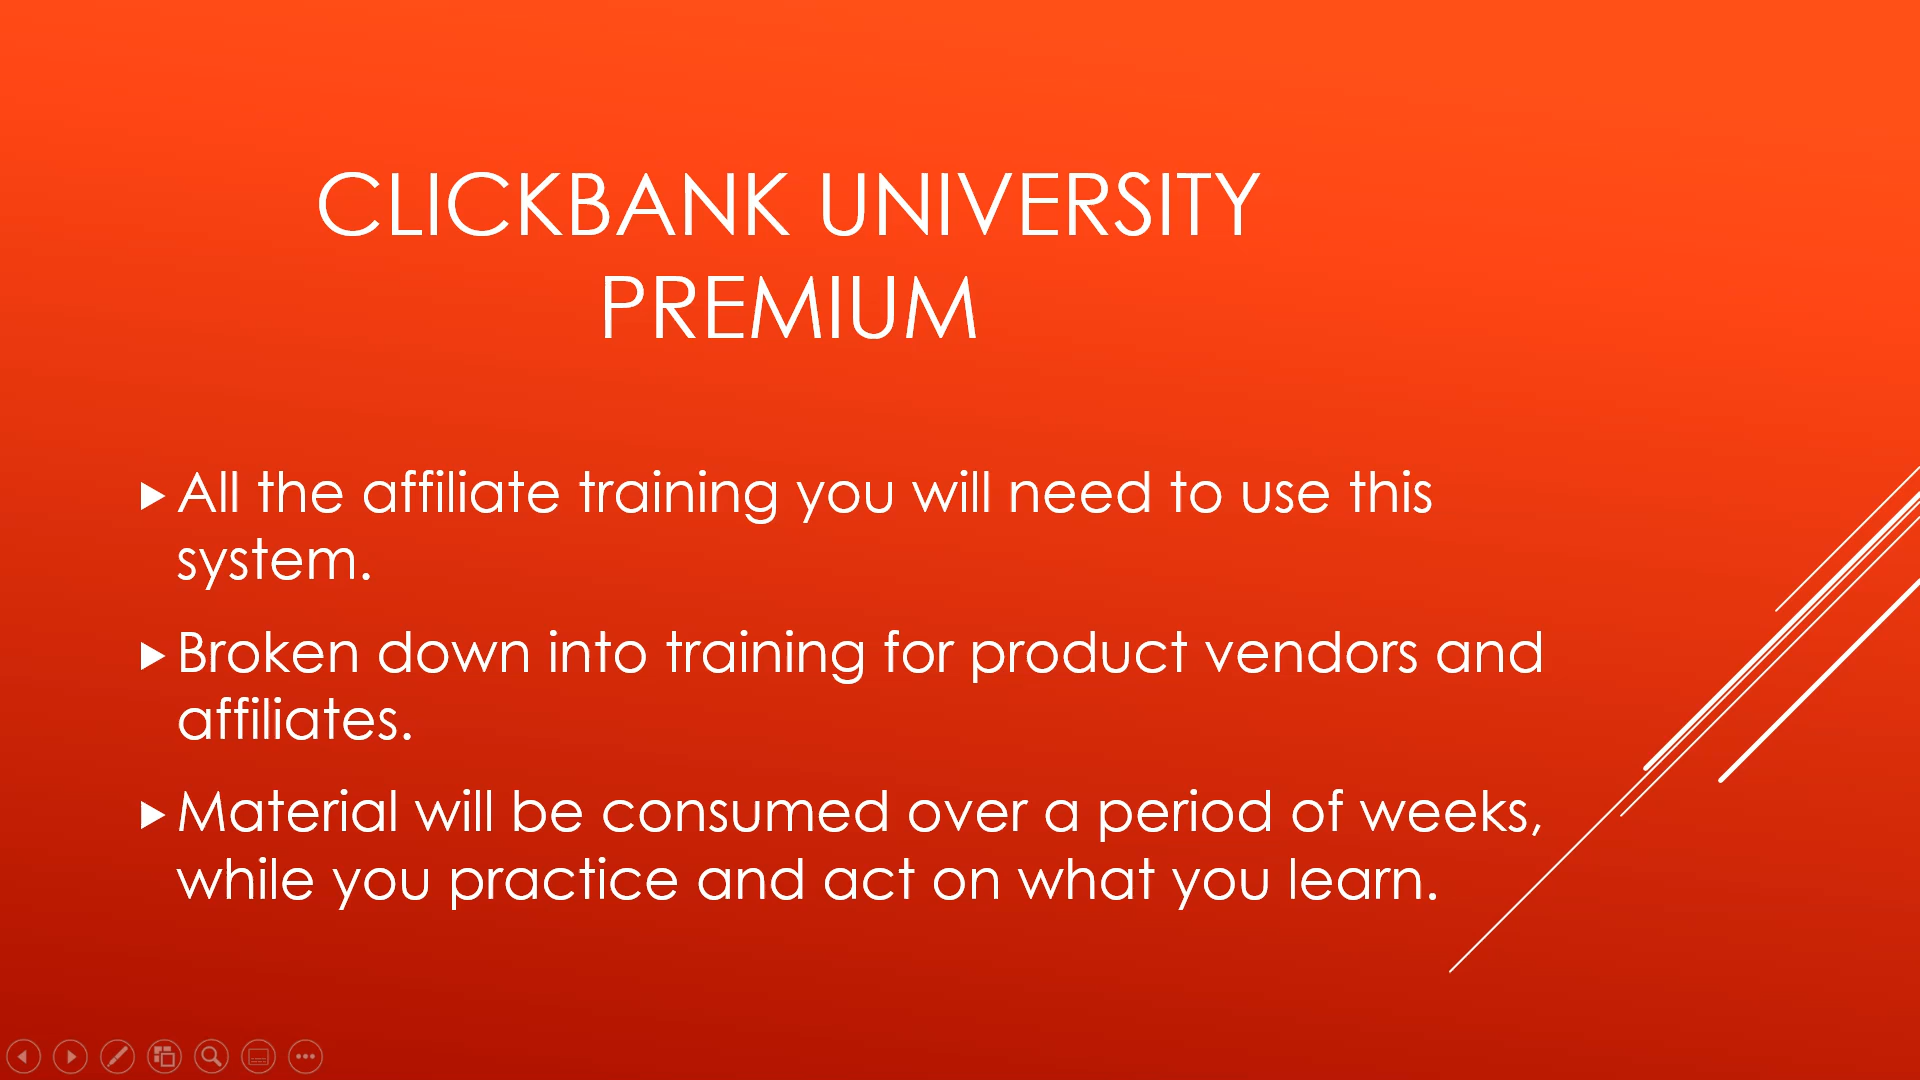 CLICKBANK UNIVERSITY
PREMIUM
All the affiliate training you will need to use this
system.
Broken down into training for product vendors and
affiliates.
Material will be consumed over a period of weeks,
while you practice and act on what you learn.